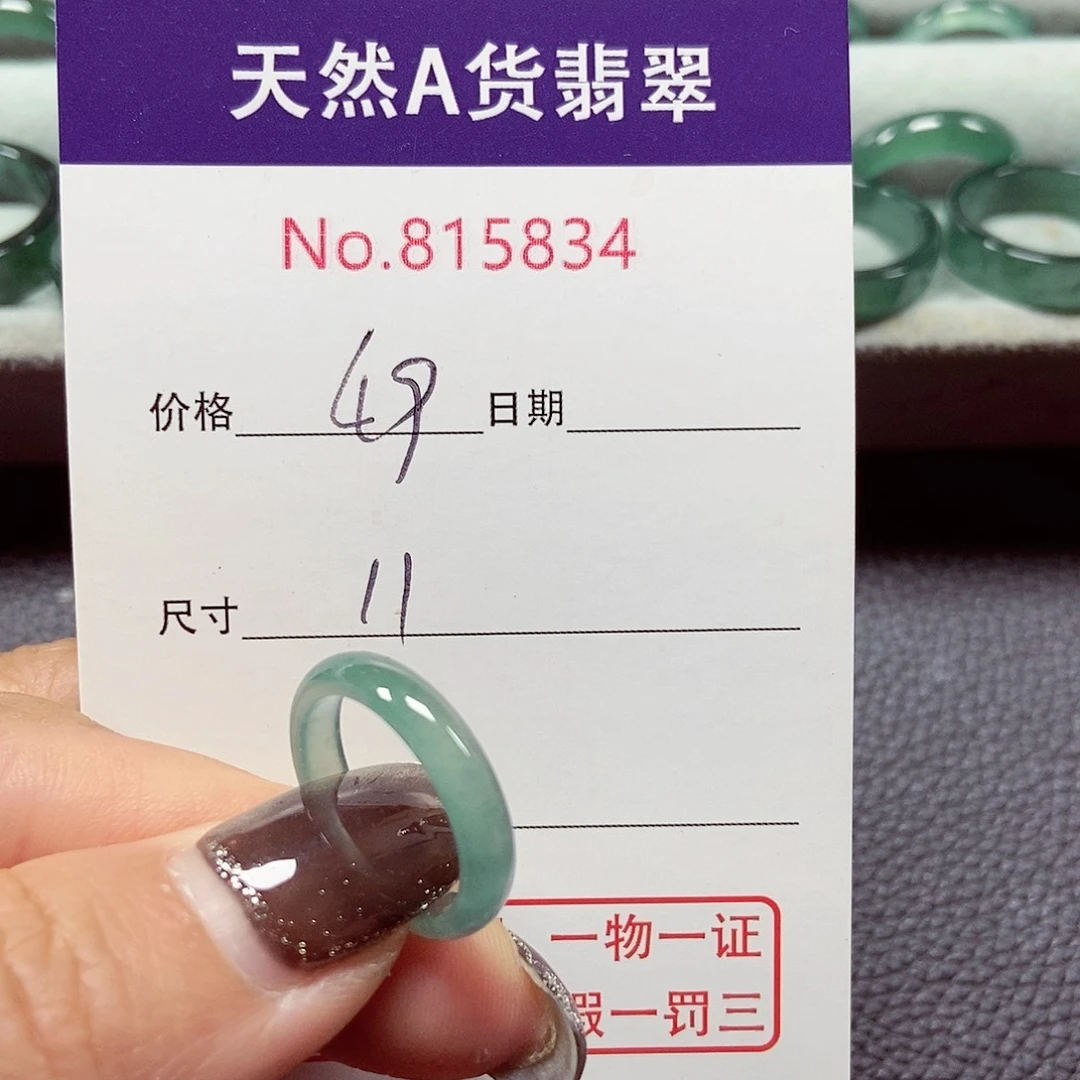 天然A货翡翠
No.815834
价格 49 日期
尺寸 11
一物一证
假一罚三